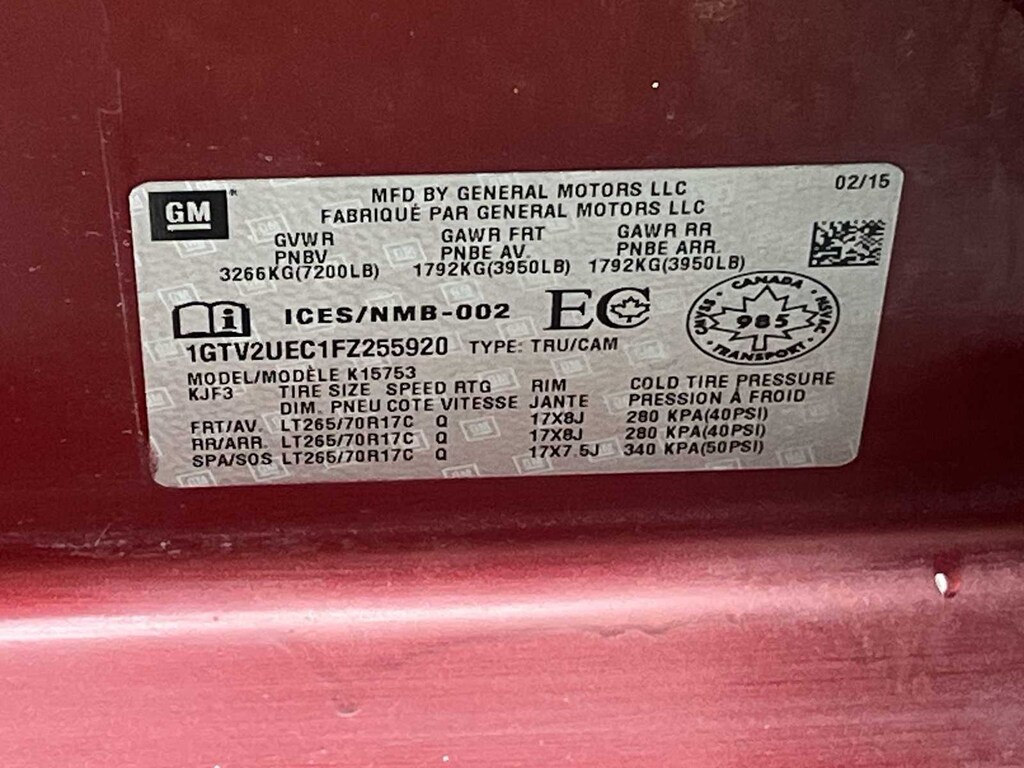 GM
MFD BY GENERAL MOTORS LLC
02/15
FABRIQUÉ PAR GENERAL MOTORS LLC
GVWR GAWR FRT GAWR RR
PNBV PNBE AV. PNBE ARR.
3266KG(7200LB) 1792KG(3950LB) 1792KG(3950LB)
i ICES/NMB-002 EC
CANADA · NSVAC · TRANSPORT · CMVSS ·
985
1GTV2UEC1FZ255920 TYPE: TRU/CAM
MODEL/MODÈLE K15753
KJF3 TIRE SIZE SPEED RTG RIM COLD TIRE PRESSURE
DIM. PNEU COTE VITESSE JANTE PRESSION À FROID
FRT/AV. LT265/70R17C Q 17X8J 280 KPA(40PSI)
RR/ARR. LT265/70R17C Q 17X8J 280 KPA(40PSI)
SPA/SOS LT265/70R17C Q 17X7.5J 340 KPA(50PSI)